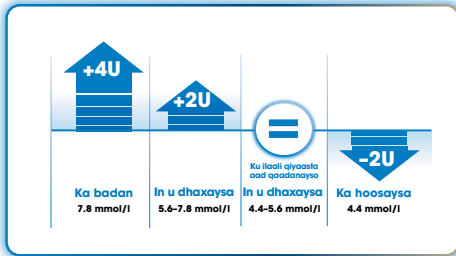 +4U
+2U
=
-2U
Ku ilaali qiyaasta
aad qaadanayso
Ka badan
7.8 mmol/l
In u dhaxaysa
5.6-7.8 mmol/l
In u dhaxaysa
4.4-5.6 mmol/l
Ka hoosaysa
4.4 mmol/l